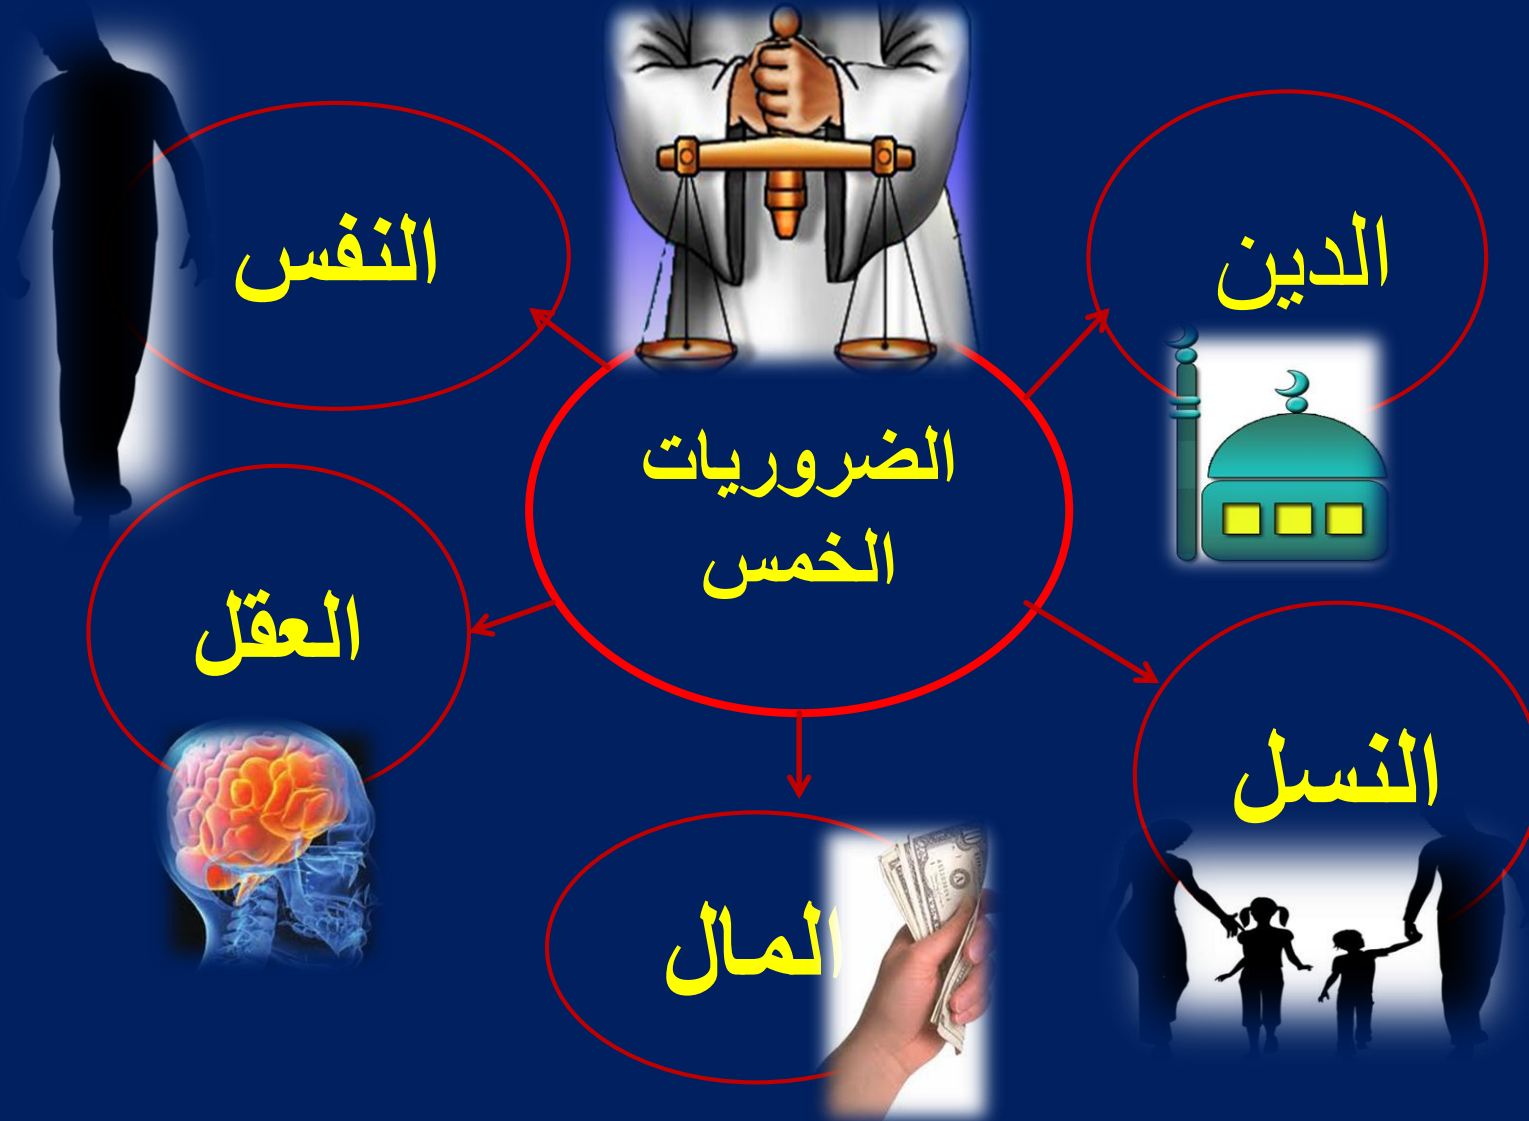 الدين
النفس
الضروريات
الخمس
العقل
النسل
المال